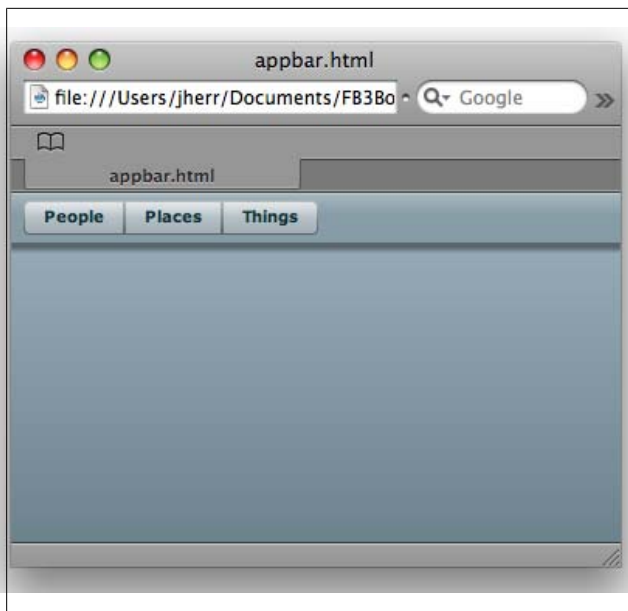 appbar.html
file:///Users/jherr/Documents/FB3Bo
Google
appbar.html
People Places Things